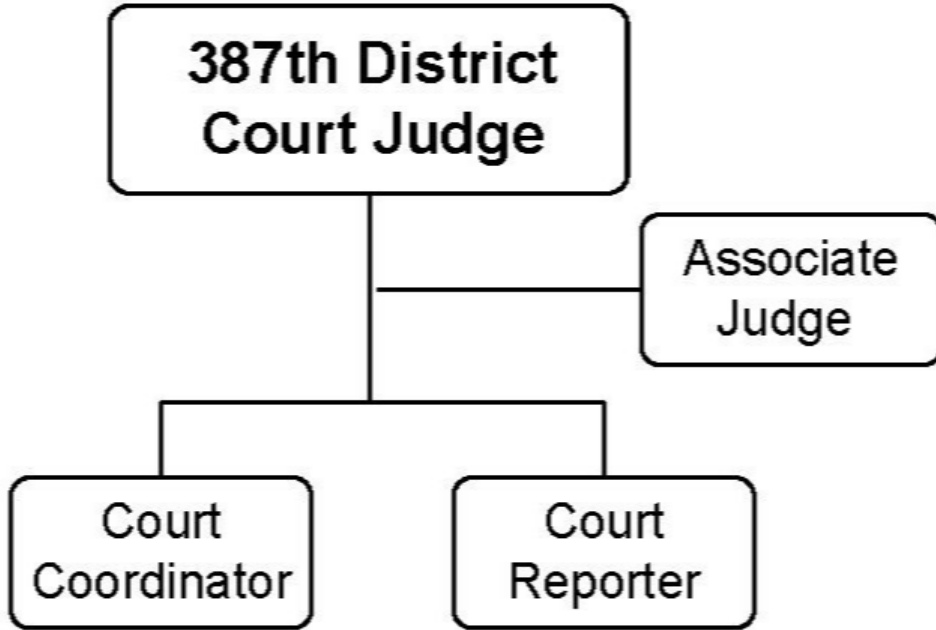 387th District
Court Judge
Associate
Judge
Court
Coordinator
Court
Reporter